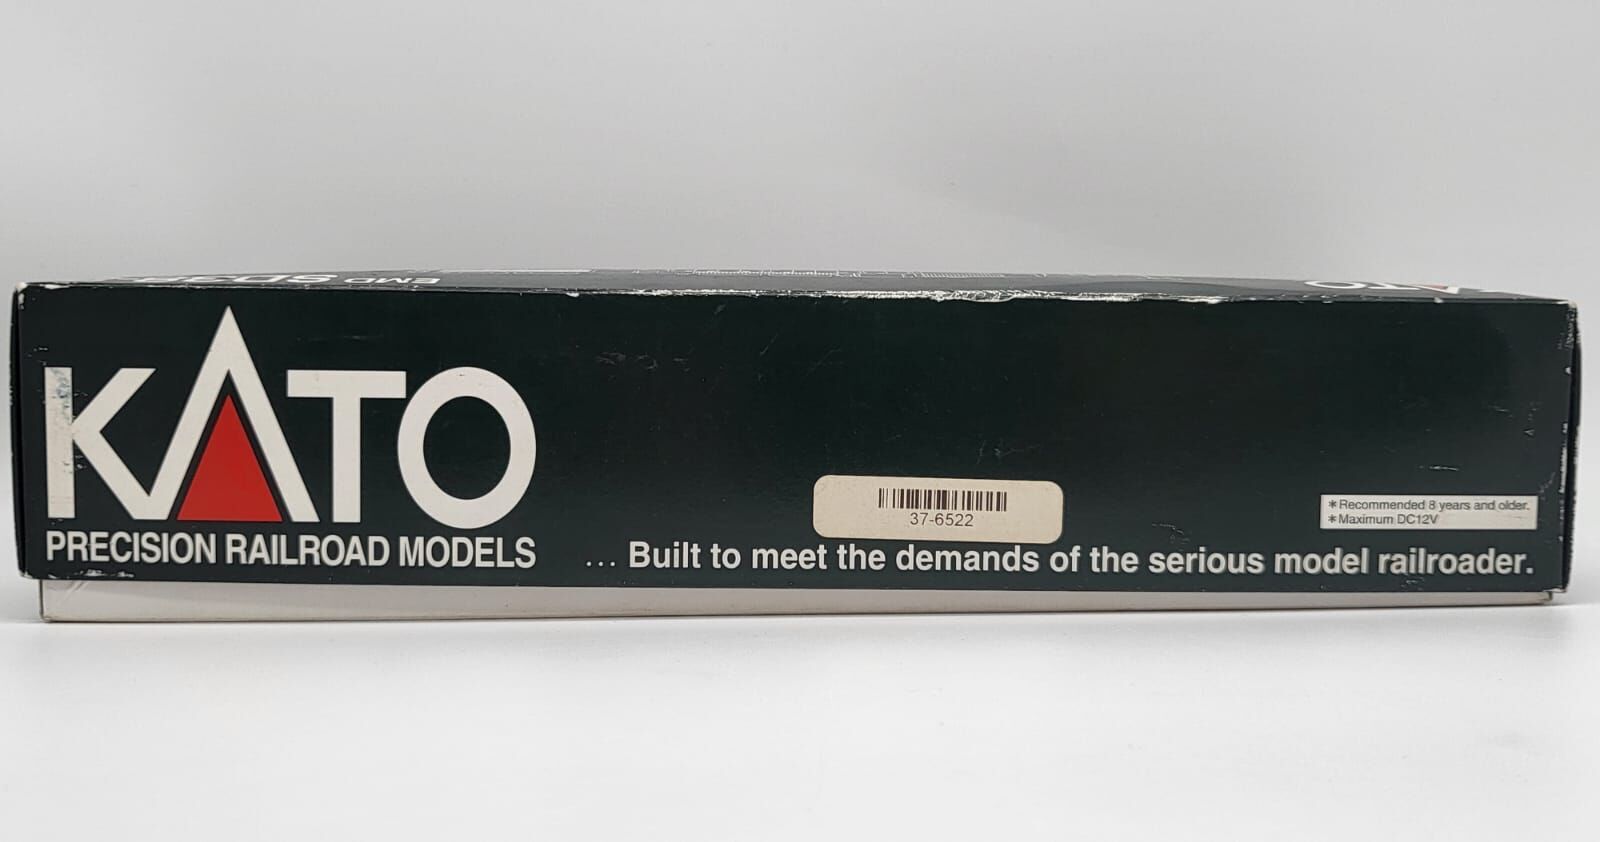 EMD
KATO
PRECISION RAILROAD MODELS
37-6522
*Recommended 8 years and older.
*Maximum DC12V
... Built to meet the demands of the serious model railroader.